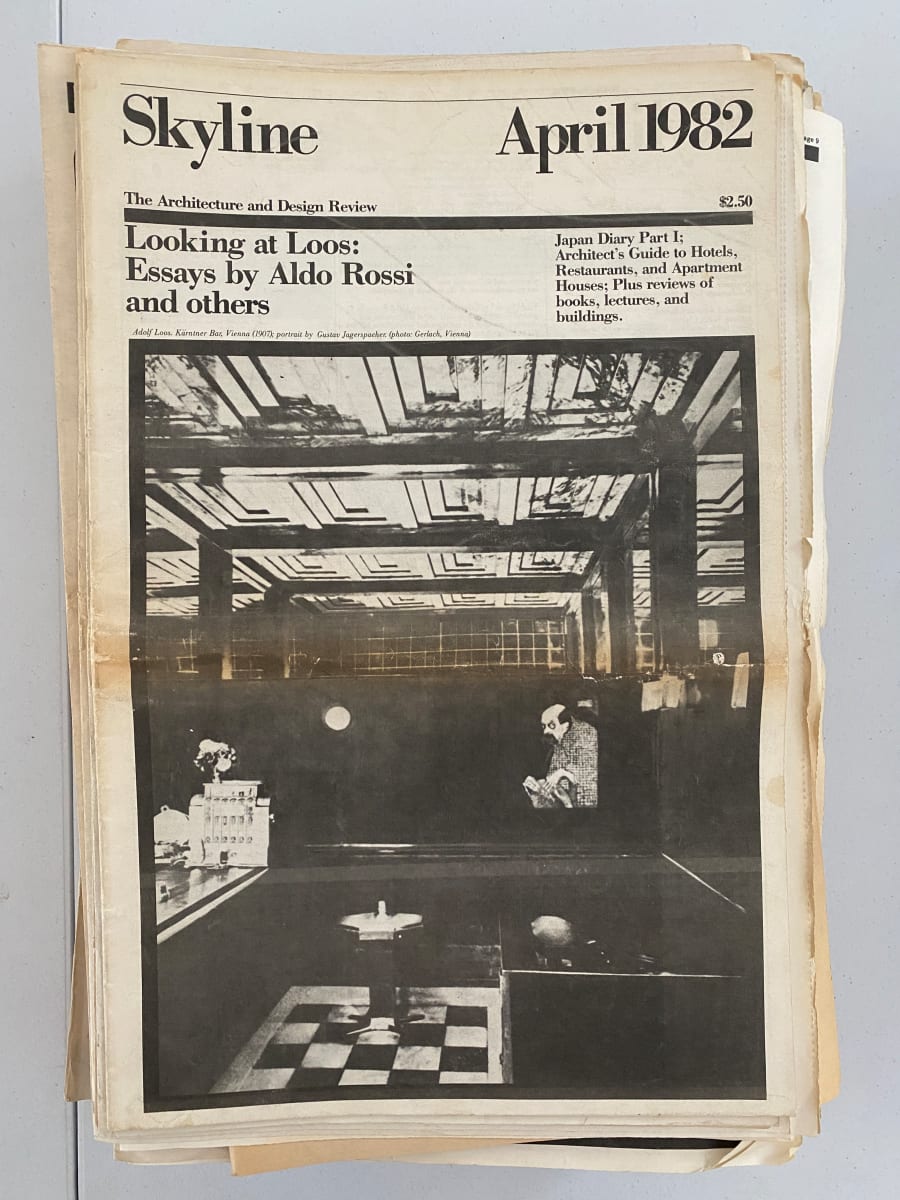 Skyline April 1982
The Architecture and Design Review $2.50
Looking at Loos:
Essays by Aldo Rossi
and others
Japan Diary Part I;
Architect's Guide to Hotels,
Restaurants, and Apartment
Houses; Plus reviews of
books, lectures, and
buildings.
Adolf Loos. Kärntner Bar, Vienna (1907); portrait by Gustav Jagerspacher. (photo: Gerlach, Vienna)